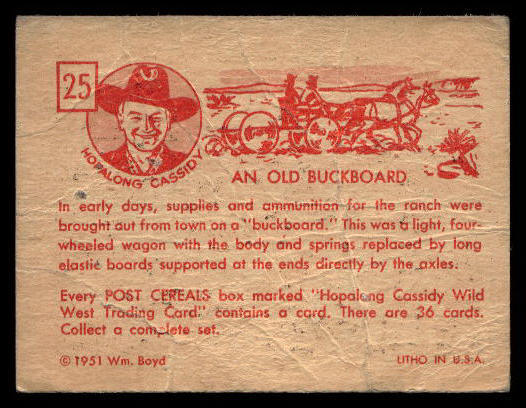 25
HOPALONG CASSIDY
AN OLD BUCKBOARD
In early days, supplies and ammunition for the ranch were
brought out from town on a "buckboard." This was a light, four-
wheeled wagon with the body and springs replaced by long
elastic boards supported at the ends directly by the axles.
Every POST CEREALS box marked "Hopalong Cassidy Wild
West Trading Card" contains a card. There are 36 cards.
Collect a complete set.
© 1951 Wm. Boyd
LITHO IN U.S.A.